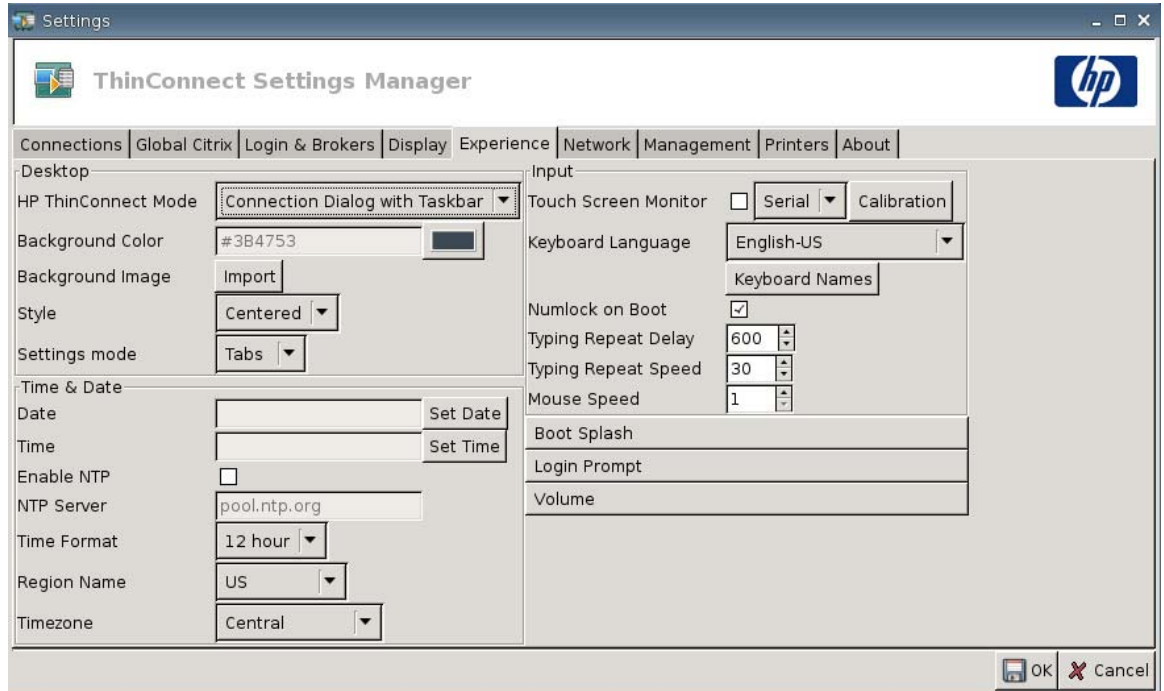 Settings
ThinConnect Settings Manager
hp
Connections Global Citrix Login & Brokers Display Experience Network Management Printers About
Desktop
HP ThinConnect Mode Connection Dialog with Taskbar
Background Color #3B4753
Background Image Import
Style Centered
Settings mode Tabs
Time & Date
Date Set Date
Time Set Time
Enable NTP
NTP Server pool.ntp.org
Time Format 12 hour
Region Name US
Timezone Central
Input
Touch Screen Monitor Serial Calibration
Keyboard Language English-US
Keyboard Names
Numlock on Boot
Typing Repeat Delay 600
Typing Repeat Speed 30
Mouse Speed 1
Boot Splash
Login Prompt
Volume
OK Cancel